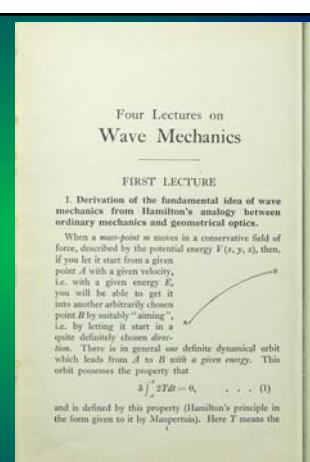 Four Lectures on
Wave Mechanics
FIRST LECTURE
1. Derivation of the fundamental idea of wave
mechanics from Hamilton's analogy between
ordinary mechanics and geometrical optics.
When a mass-point m moves in a conservative field of
force, described by the potential energy V(x, y, z), then,
if you let it start from a given
point A with a given velocity,
i.e. with a given energy E,
you will be able to get it
into another arbitrarily chosen
point B by suitably "aiming",
i.e. by letting it start in a
quite definitely chosen direc-
tion. There is in general one definite dynamical orbit
which leads from A to B with a given energy. This
orbit possesses the property that
δ∫_A^B 2Tdt = 0, . . . (1)
and is defined by this property (Hamilton's principle in
the form given to it by Maupertuis). Here T means the
1
B
A